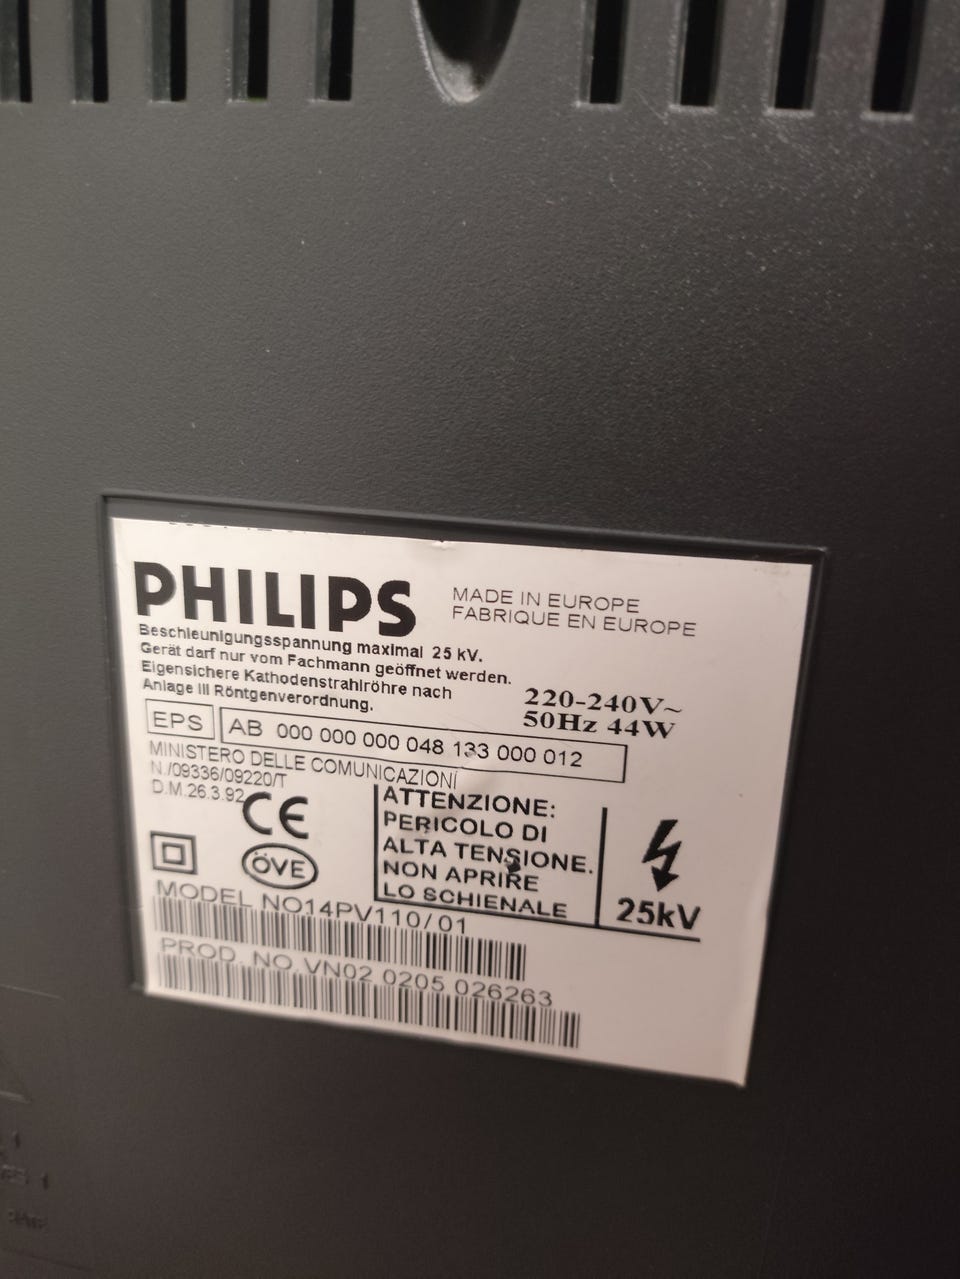 PHILIPS
MADE IN EUROPE
FABRIQUE EN EUROPE
Beschleunigungsspannung maximal 25 kV.
Gerät darf nur vom Fachmann geöffnet werden.
Eigensichere Kathodenstrahlröhre nach
Anlage III Röntgenverordnung.
220-240V~
50Hz 44W
EPS AB 000 000 000 048 133 000 012
MINISTERO DELLE COMUNICAZIONI
N./09336/09220/T
D.M.26.3.92
CE
ÖVE
ATTENZIONE:
PERICOLO DI
ALTA TENSIONE.
NON APRIRE
LO SCHIENALE
25kV
MODEL NO14PV110/01
PROD. NO. VN02 0205 026263